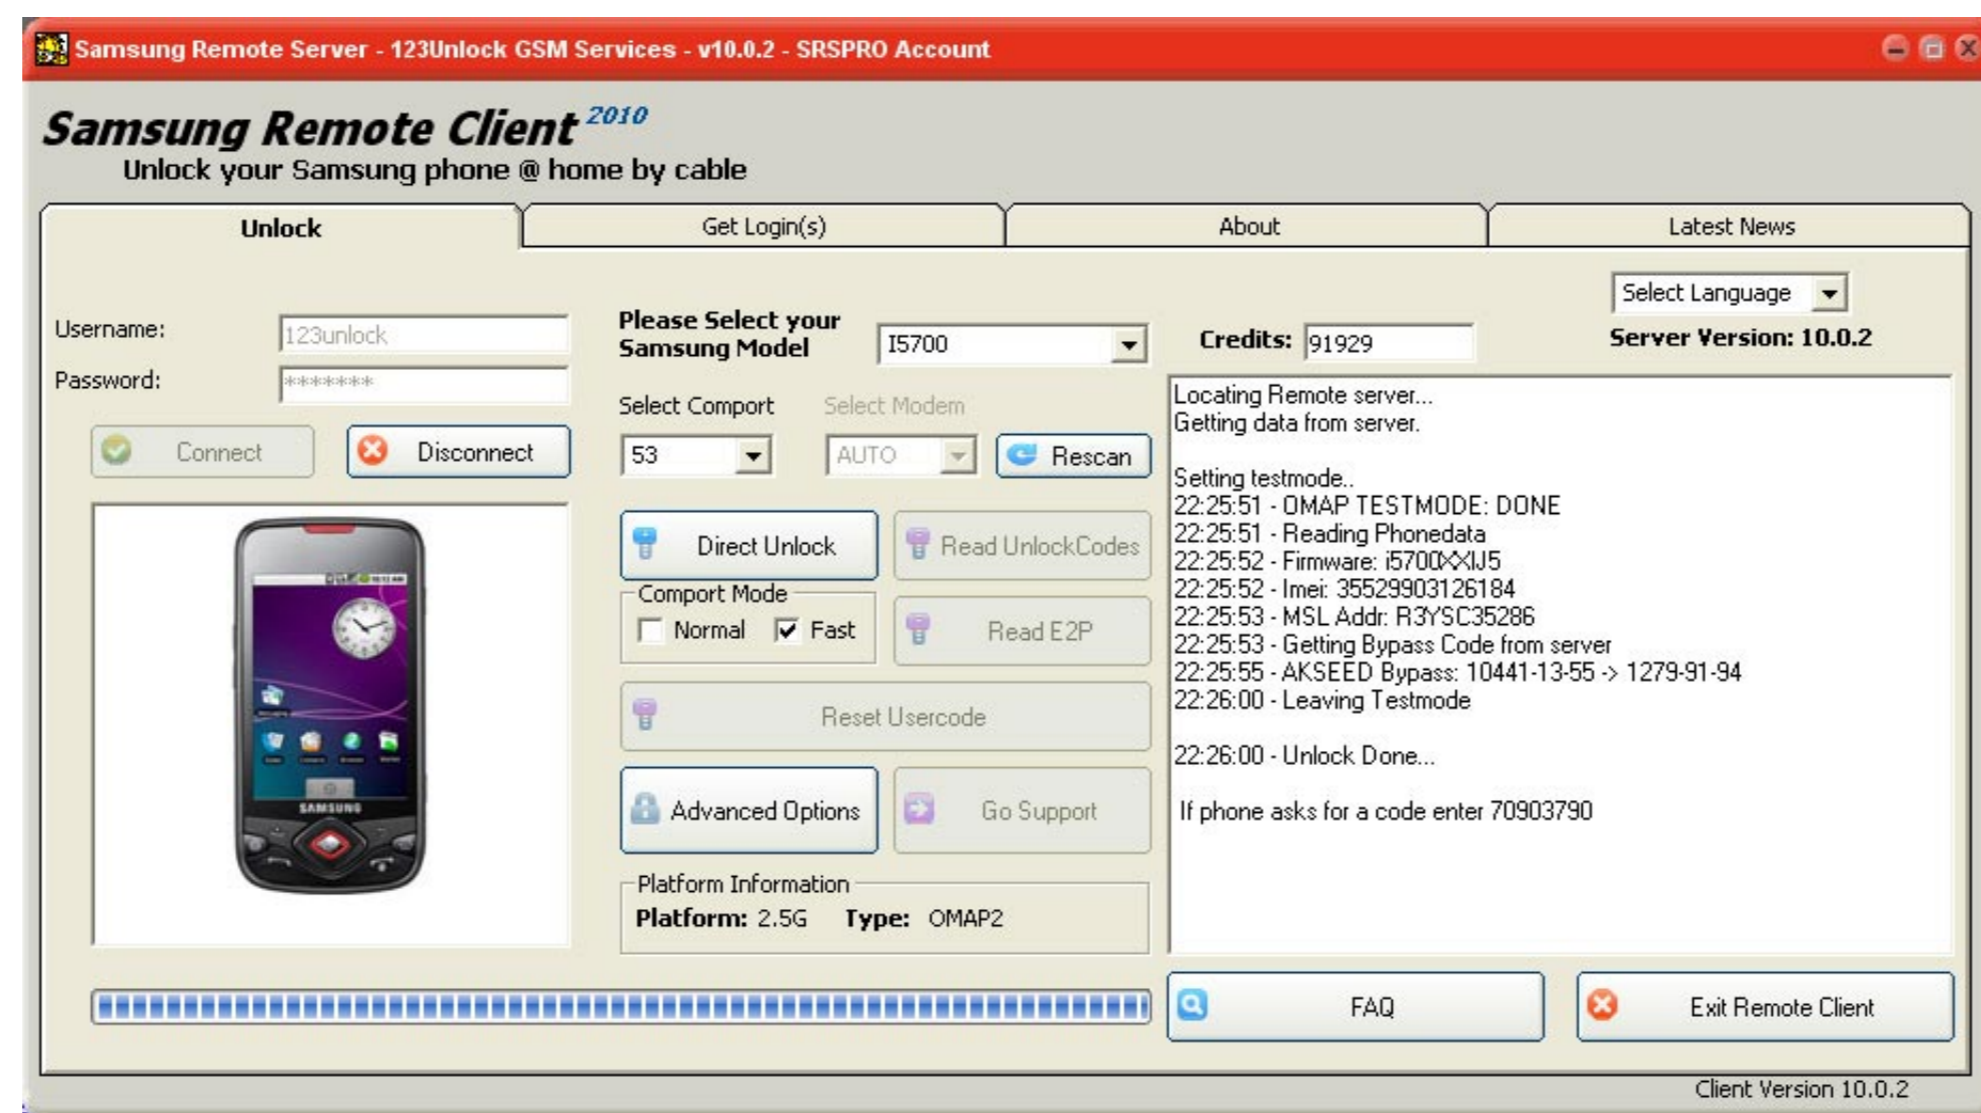 Samsung Remote Server - 123Unlock GSM Services - v10.0.2 - SRSPRO Account
Samsung Remote Client 2010
Unlock your Samsung phone @ home by cable
Unlock
Get Login(s)
About
Latest News
Select Language
Server Version: 10.0.2
Username:
123unlock
Password:
*******
Connect
Disconnect
SAMSUNG
Please Select your
Samsung Model
I5700
Select Comport
Select Modem
53
AUTO
Rescan
Direct Unlock
Read UnlockCodes
Comport Mode
Normal
Fast
Read E2P
Reset Usercode
Advanced Options
Go Support
Platform Information
Platform: 2.5G Type: OMAP2
Credits: 91929
Locating Remote server...
Getting data from server.
Setting testmode..
22:25:51 - OMAP TESTMODE: DONE
22:25:51 - Reading Phonedata
22:25:52 - Firmware: i5700XXIJ5
22:25:52 - Imei: 35529903126184
22:25:53 - MSL Addr: R3YSC35286
22:25:53 - Getting Bypass Code from server
22:25:55 - AKSEED Bypass: 10441-13-55 -> 1279-91-94
22:26:00 - Leaving Testmode
22:26:00 - Unlock Done...
If phone asks for a code enter 70903790
FAQ
Exit Remote Client
Client Version 10.0.2